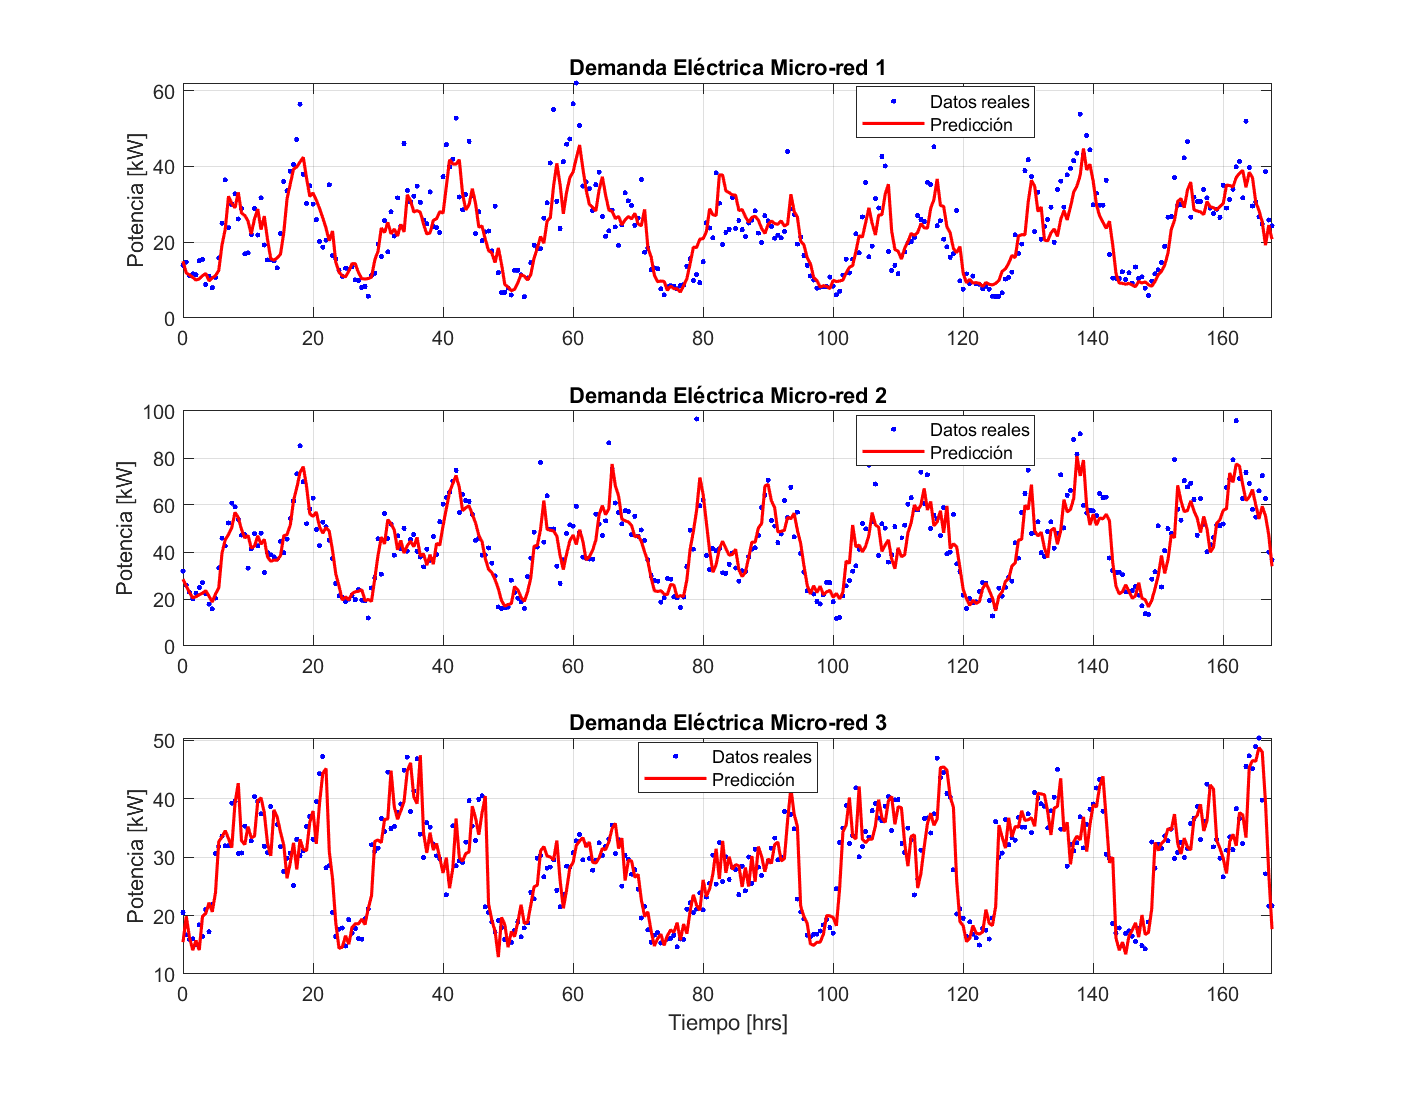 Demanda Eléctrica Micro-red 1
60
40
20
0
Potencia [kW]
Datos reales
Predicción
0 20 40 60 80 100 120 140 160
Demanda Eléctrica Micro-red 2
100
80
60
40
20
0
Potencia [kW]
Datos reales
Predicción
0 20 40 60 80 100 120 140 160
Demanda Eléctrica Micro-red 3
50
40
30
20
10
Potencia [kW]
Datos reales
Predicción
0 20 40 60 80 100 120 140 160
Tiempo [hrs]